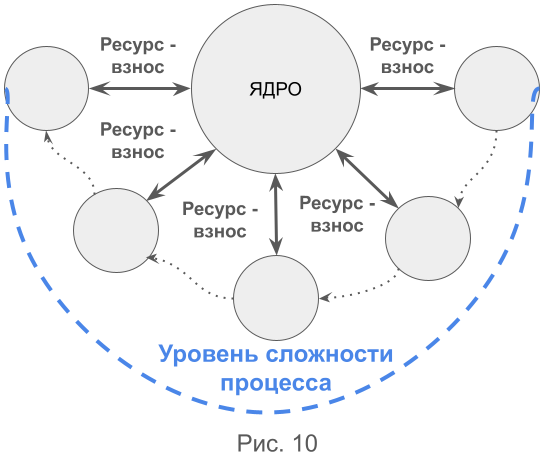 Ресурс -
взнос
Ресурс -
взнос
ЯДРО
Ресурс -
взнос
Ресурс -
взнос
Ресурс -
взнос
Уровень сложности
процесса
Рис. 10